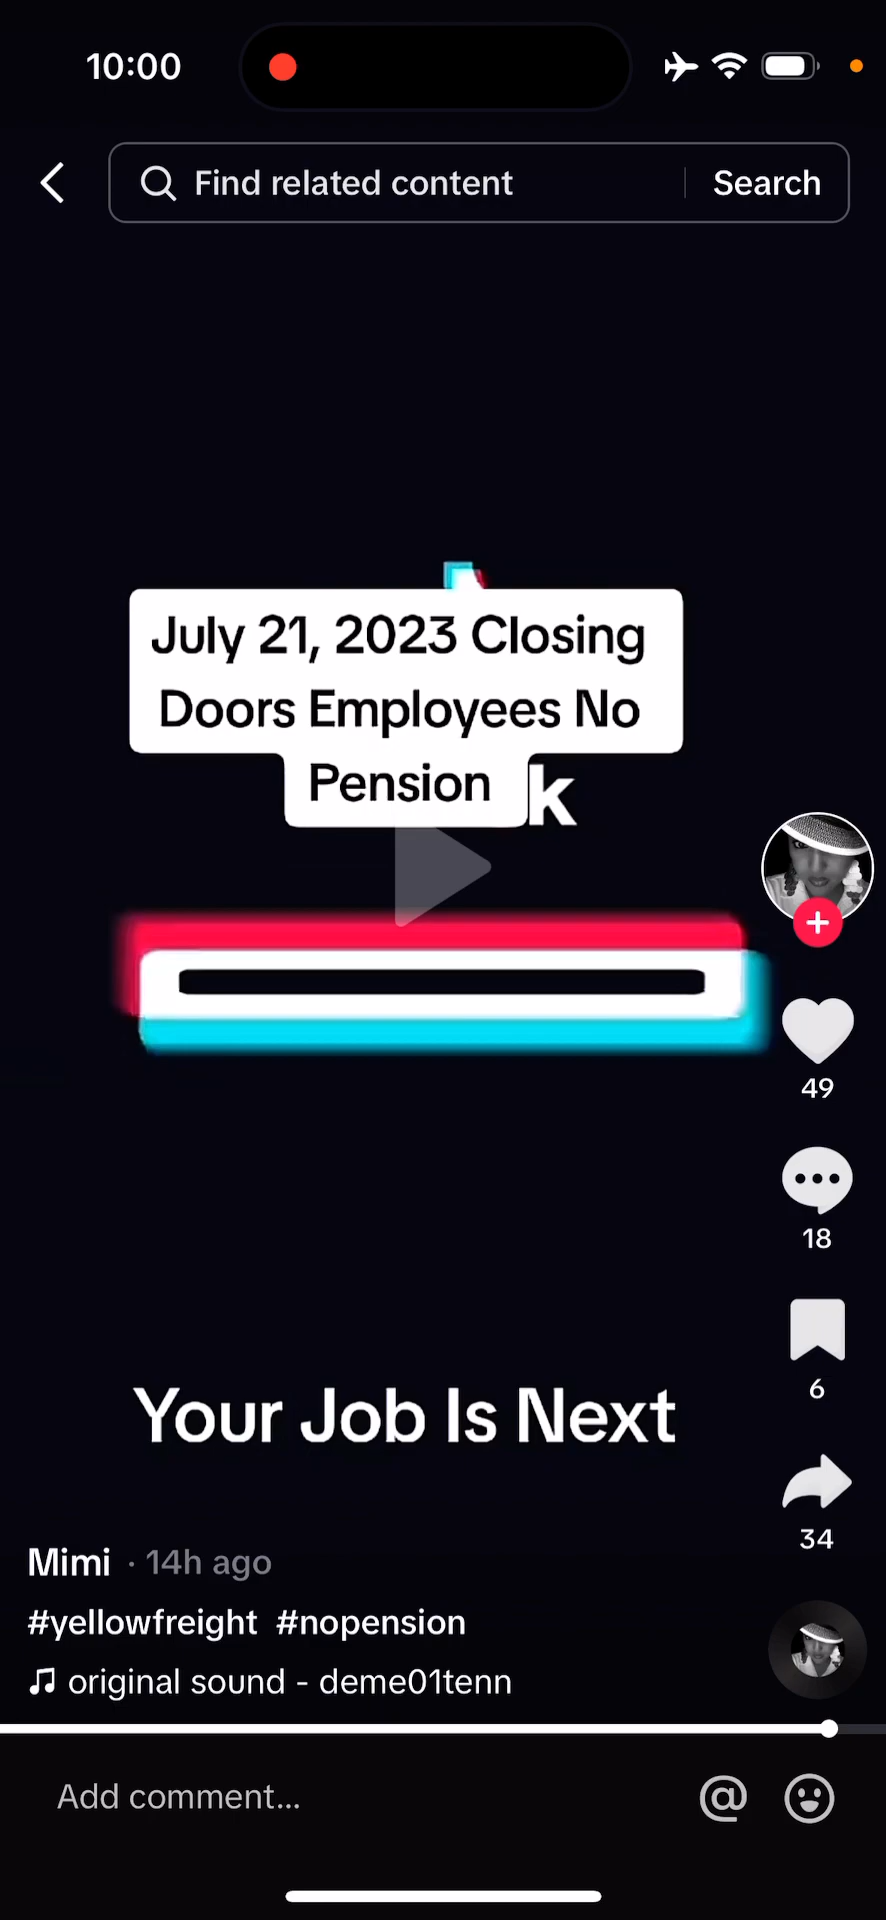 10:00
Find related content
Search
July 21, 2023 Closing
Doors Employees No
Pension
k
49
18
6
Your Job Is Next
34
Mimi · 14h ago
#yellowfreight #nopension
original sound - deme01tenn
Add comment...
@